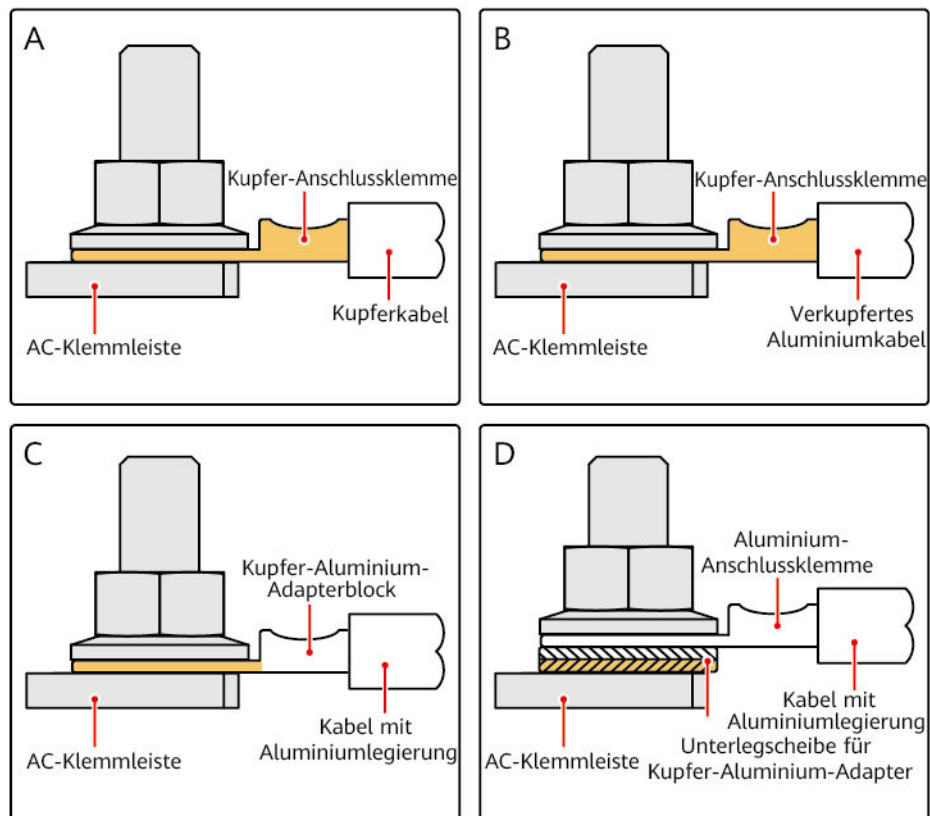 A
Kupfer-Anschlussklemme
Kupferkabel
AC-Klemmleiste
B
Kupfer-Anschlussklemme
Verkupfertes
Aluminiumkabel
AC-Klemmleiste
C
Kupfer-Aluminium-
Adapterblock
Kabel mit
Aluminiumlegierung
AC-Klemmleiste
D
Aluminium-
Anschlussklemme
Kabel mit
Aluminiumlegierung
Unterlegscheibe für
Kupfer-Aluminium-Adapter
AC-Klemmleiste